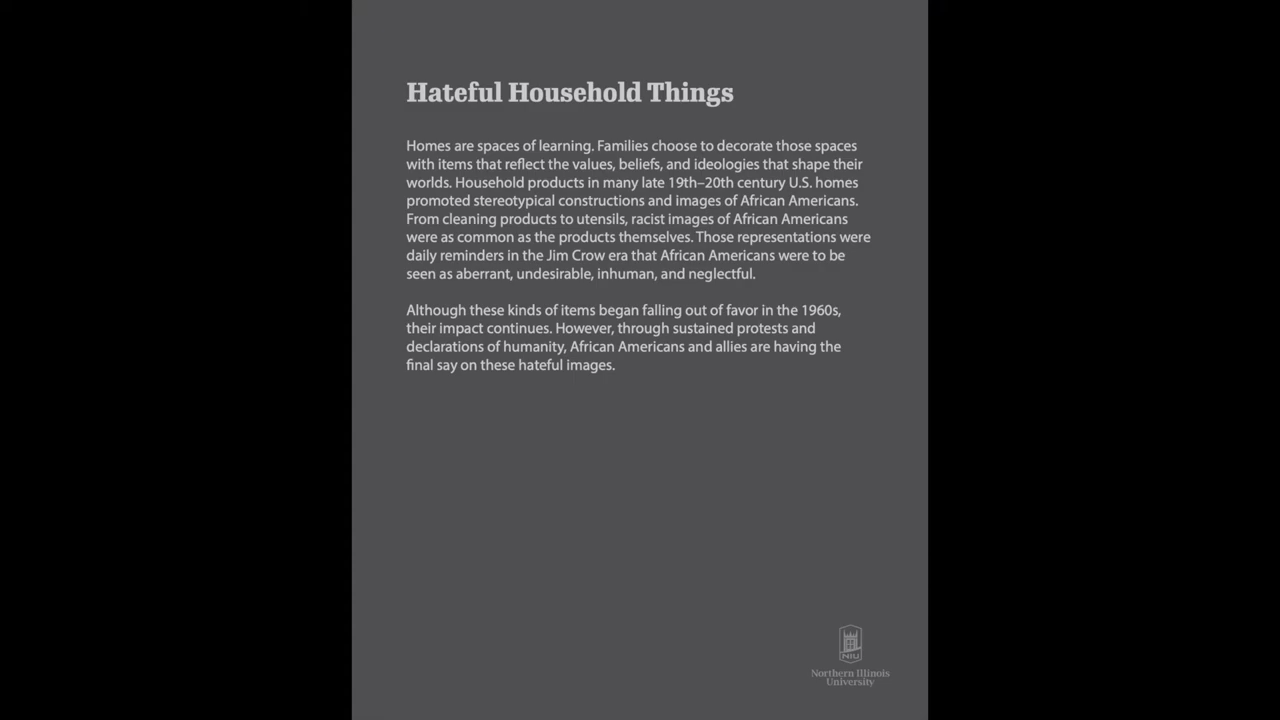 Hateful Household Things
Homes are spaces of learning. Families choose to decorate those spaces
with items that reflect the values, beliefs, and ideologies that shape their
worlds. Household products in many late 19th–20th century U.S. homes
promoted stereotypical constructions and images of African Americans.
From cleaning products to utensils, racist images of African Americans
were as common as the products themselves. Those representations were
daily reminders in the Jim Crow era that African Americans were to be
seen as aberrant, undesirable, inhuman, and neglectful.
Although these kinds of items began falling out of favor in the 1960s,
their impact continues. However, through sustained protests and
declarations of humanity, African Americans and allies are having the
final say on these hateful images.
NIU
Northern Illinois
University